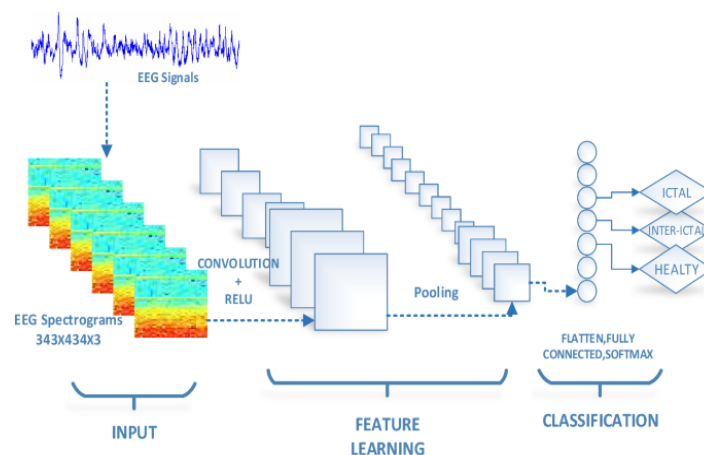 EEG Signals
EEG Spectrograms
343X434X3
CONVOLUTION
+
RELU
Pooling
ICTAL
INTER-ICTAL
HEALTY
FLATTEN,FULLY
CONNECTED,SOFTMAX
INPUT
FEATURE
LEARNING
CLASSIFICATION